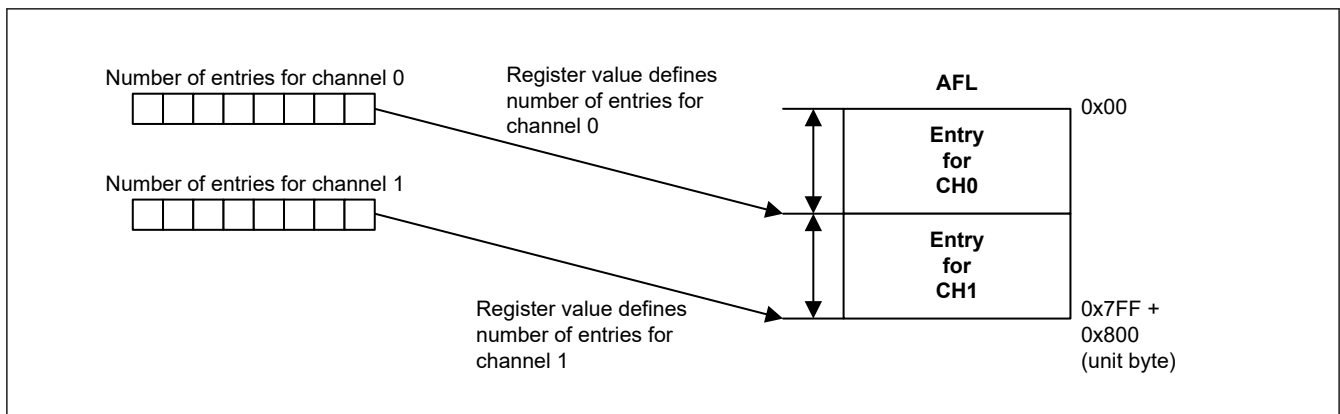 Number of entries for channel 0
Register value defines
number of entries for
channel 0
AFL
0x00
Entry
for
CH0
Number of entries for channel 1
Entry
for
CH1
Register value defines
number of entries for
channel 1
0x7FF +
0x800
(unit byte)